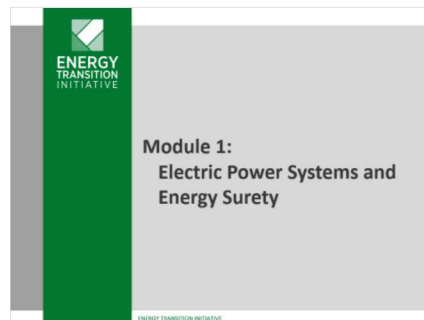 ENERGY
TRANSITION
INITIATIVE
Module 1:
Electric Power Systems and
Energy Surety
ENERGY TRANSITION INITIATIVE